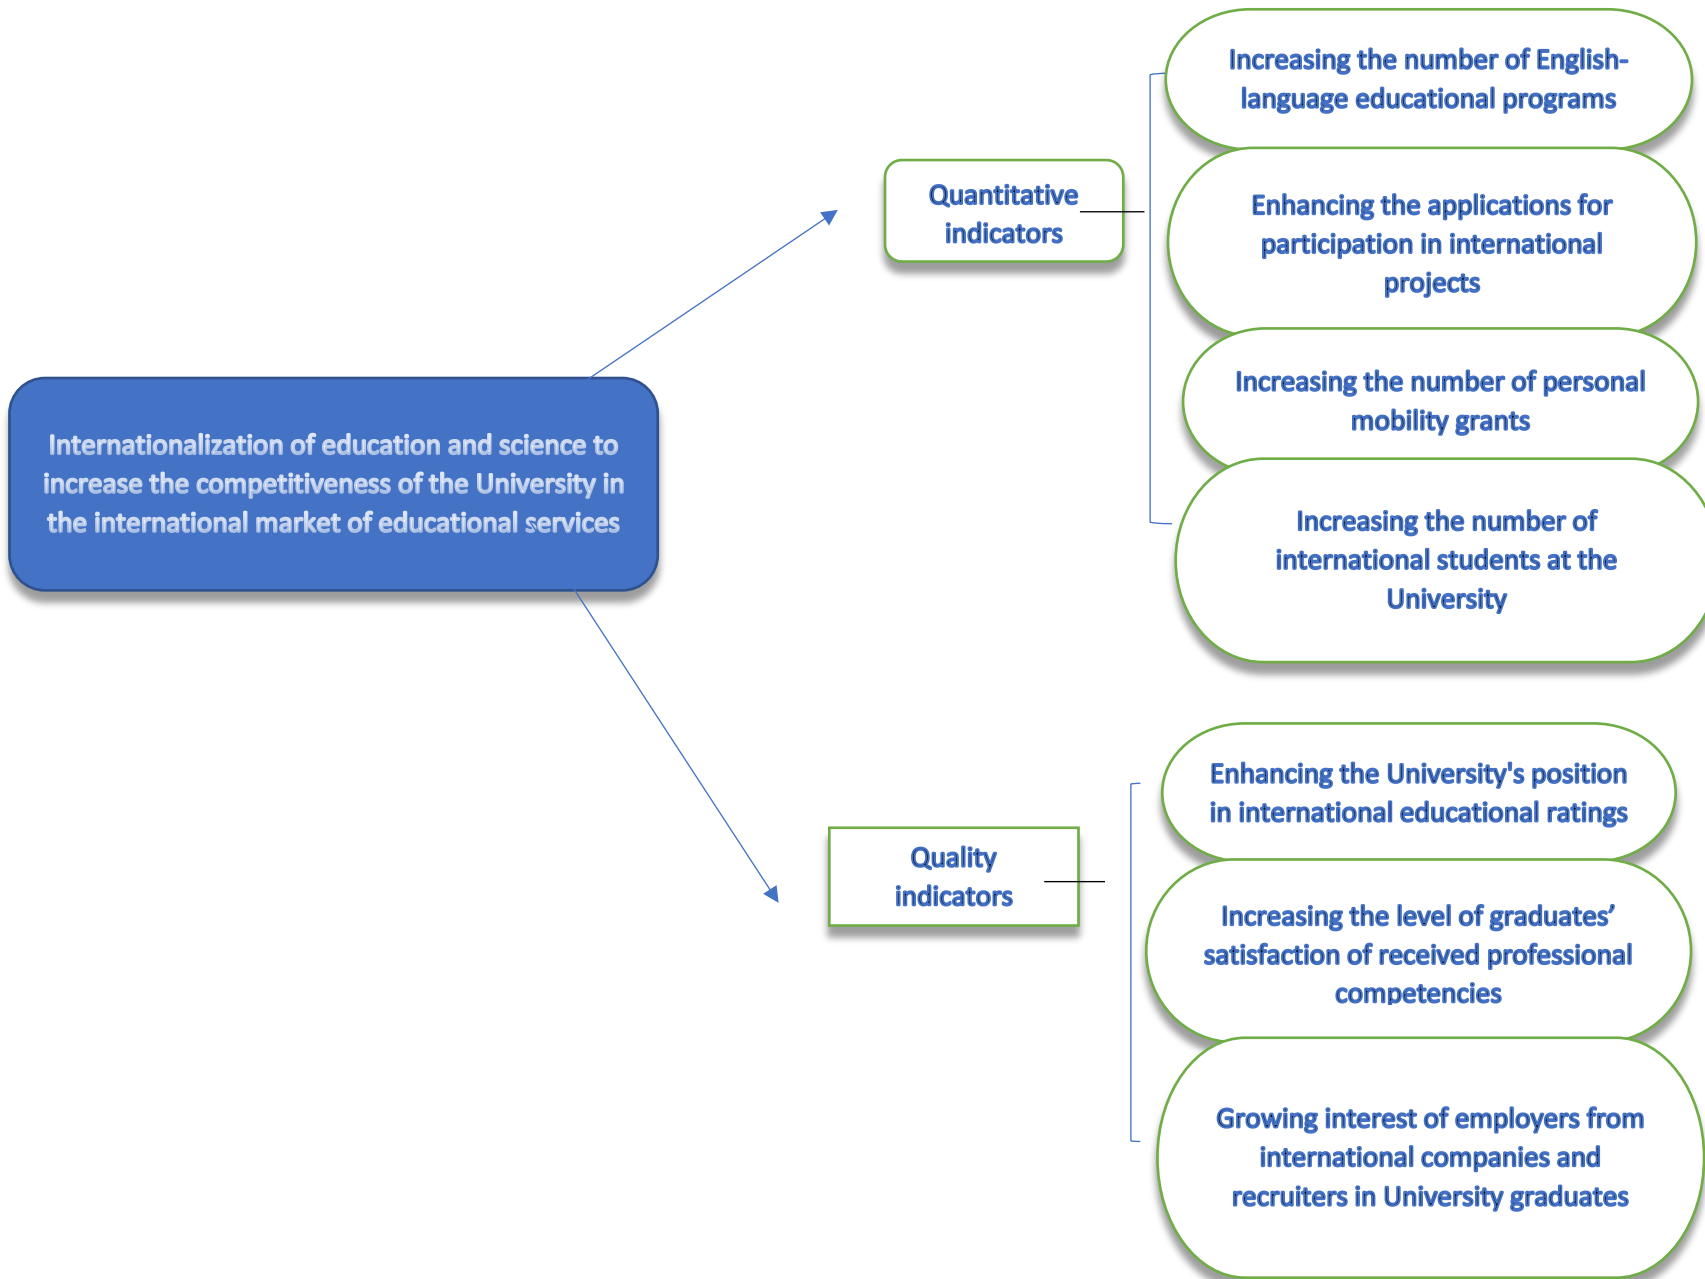 Increasing the number of English-
language educational programs
Quantitative
indicators
Enhancing the applications for
participation in international
projects
Increasing the number of personal
mobility grants
Internationalization of education and science to
increase the competitiveness of the University in
the international market of educational services
Increasing the number of
international students at the
University
Enhancing the University's position
in international educational ratings
Quality
indicators
Increasing the level of graduates’
satisfaction of received professional
competencies
Growing interest of employers from
international companies and
recruiters in University graduates